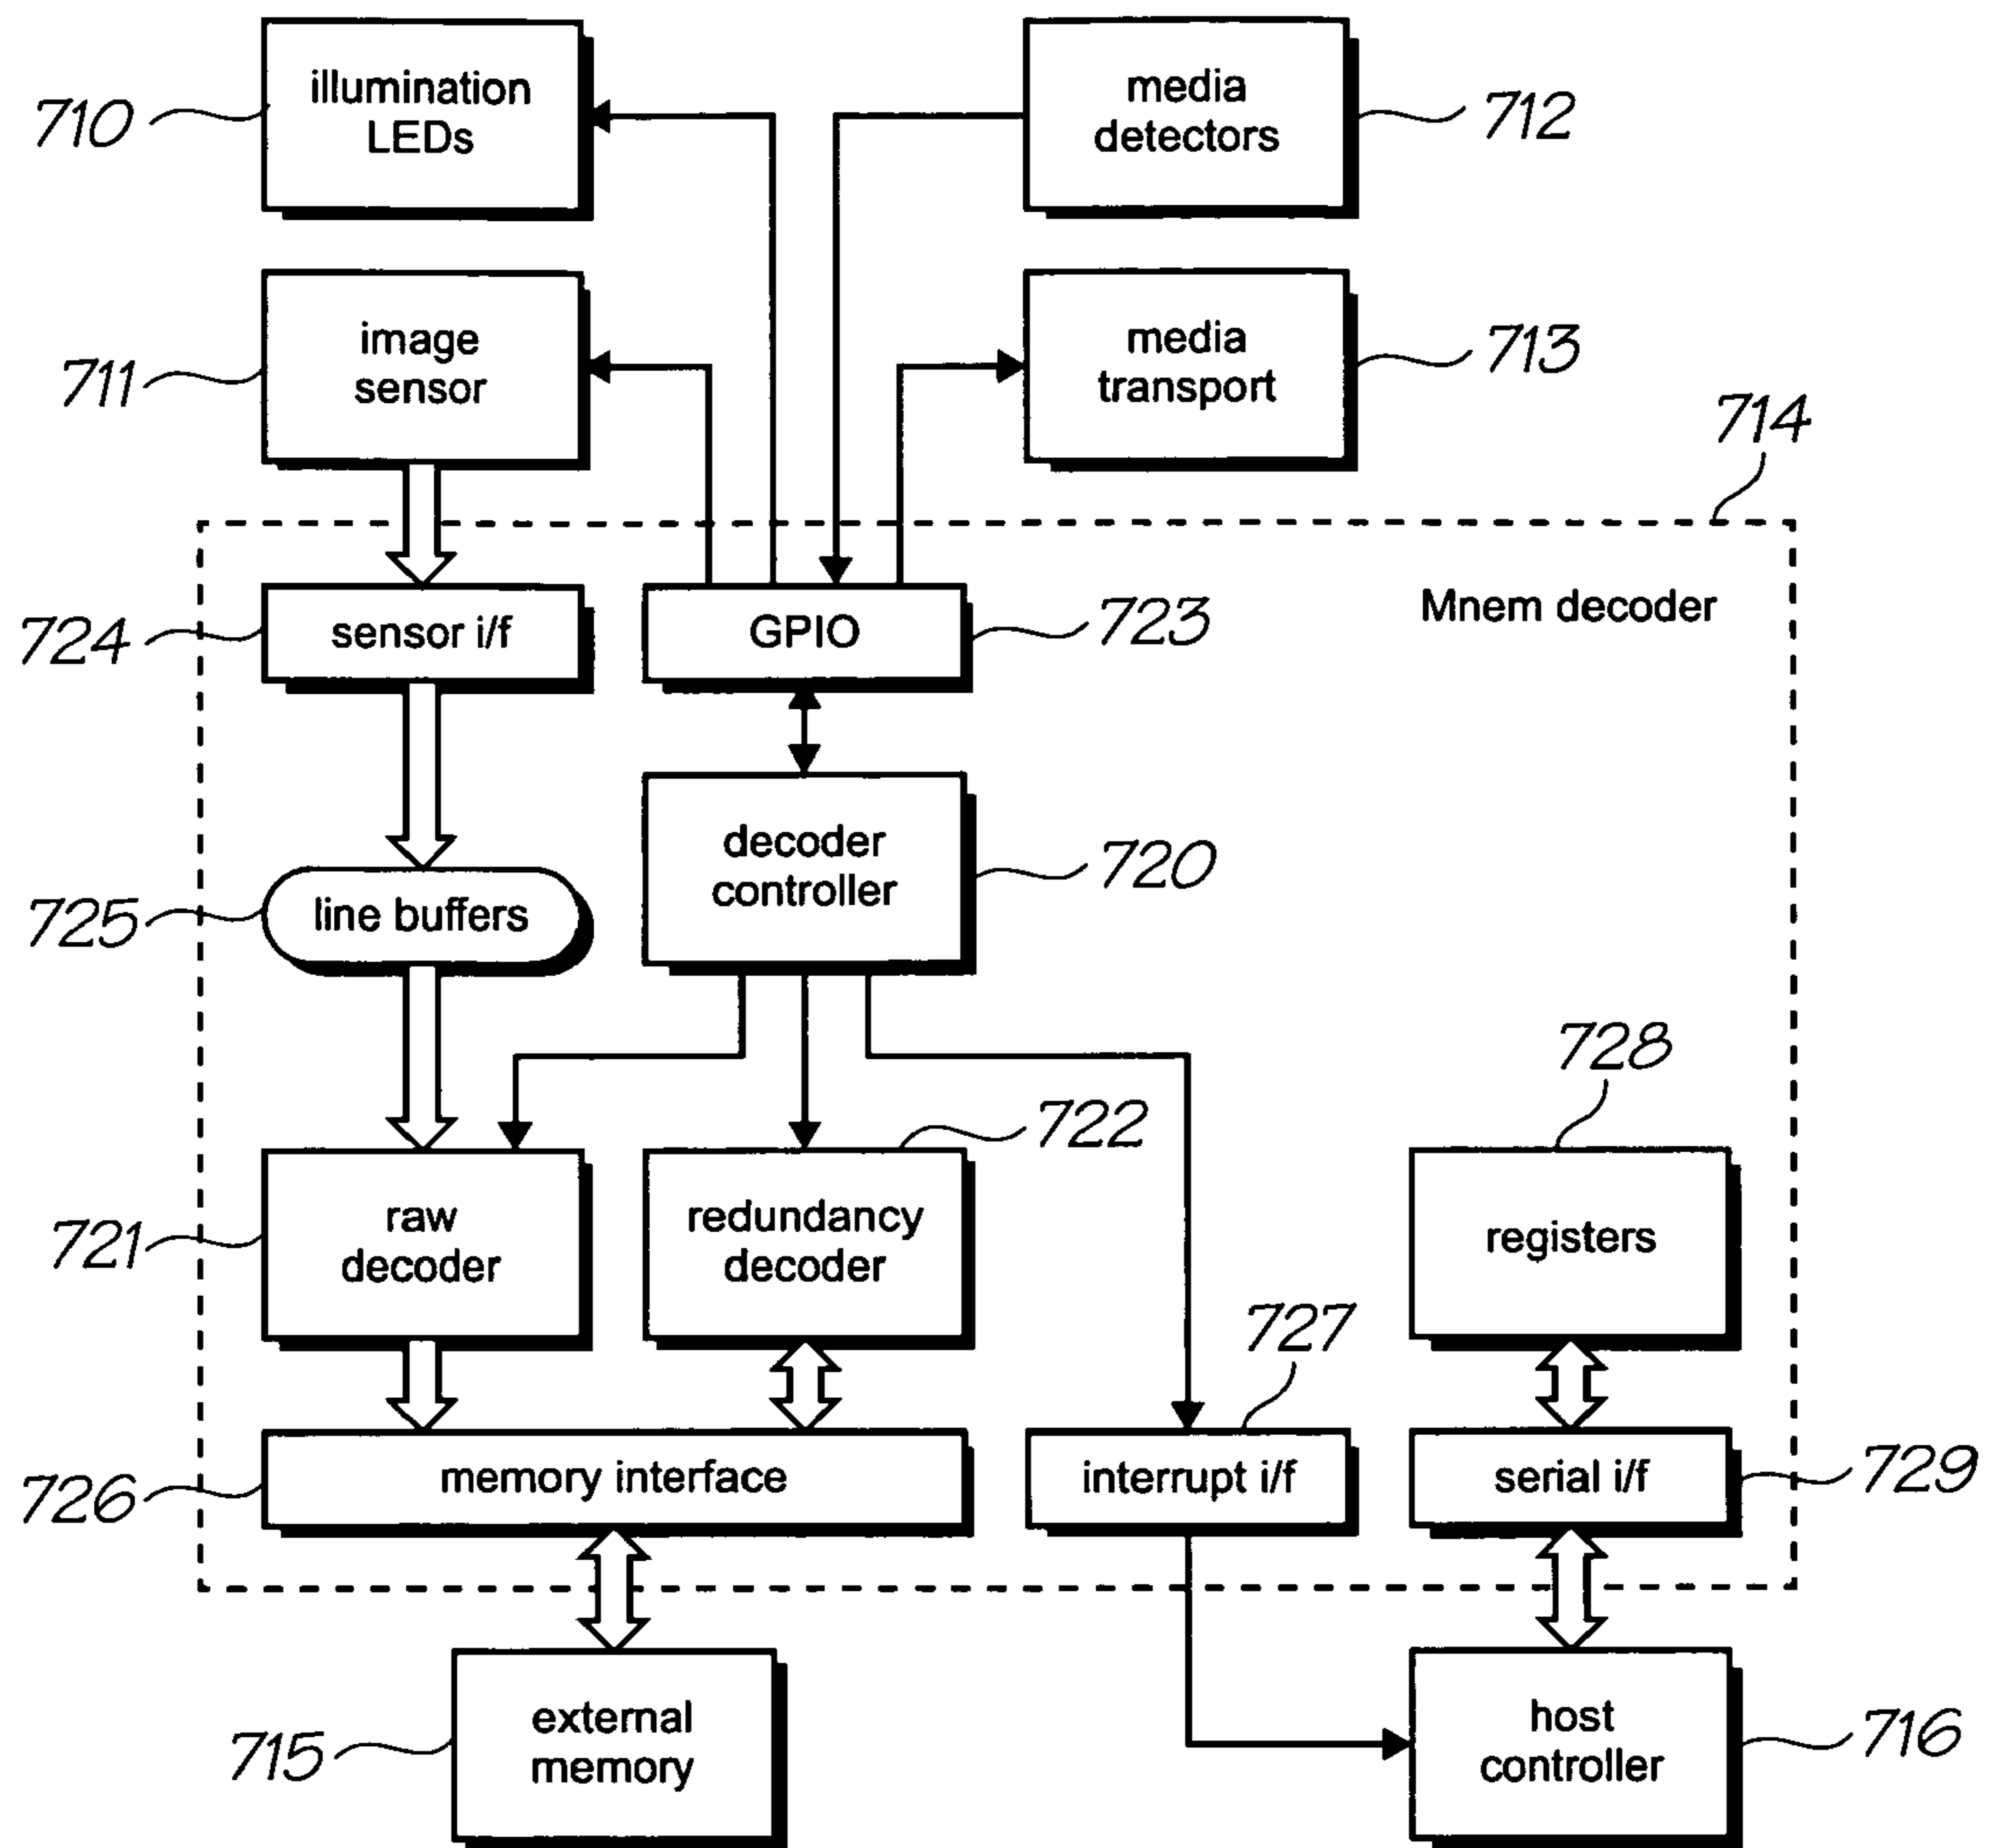 710
illumination
LEDs
media
detectors
712
711
image
sensor
media
transport
713
714
724
sensor i/f
GPIO
723
Mnem decoder
725
line buffers
decoder
controller
720
721
raw
decoder
redundancy
decoder
722
728
registers
726
memory interface
727
interrupt i/f
serial i/f
729
715
external
memory
host
controller
716